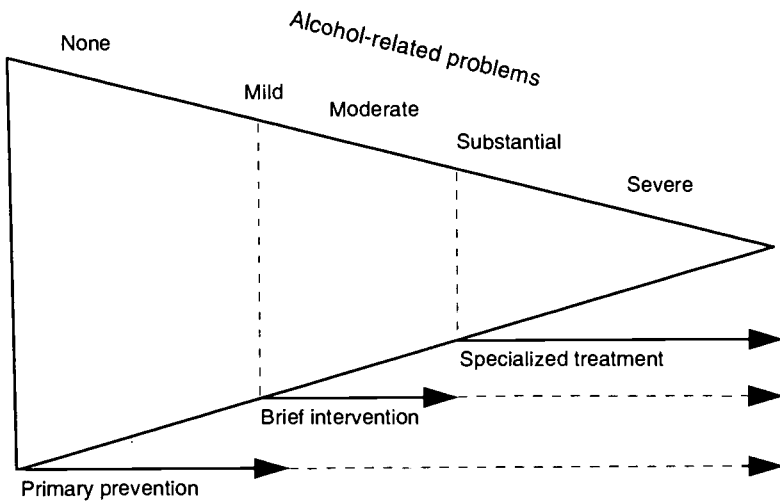 None
Alcohol-related problems
Mild
Moderate
Substantial
Severe
Specialized treatment
Brief intervention
Primary prevention